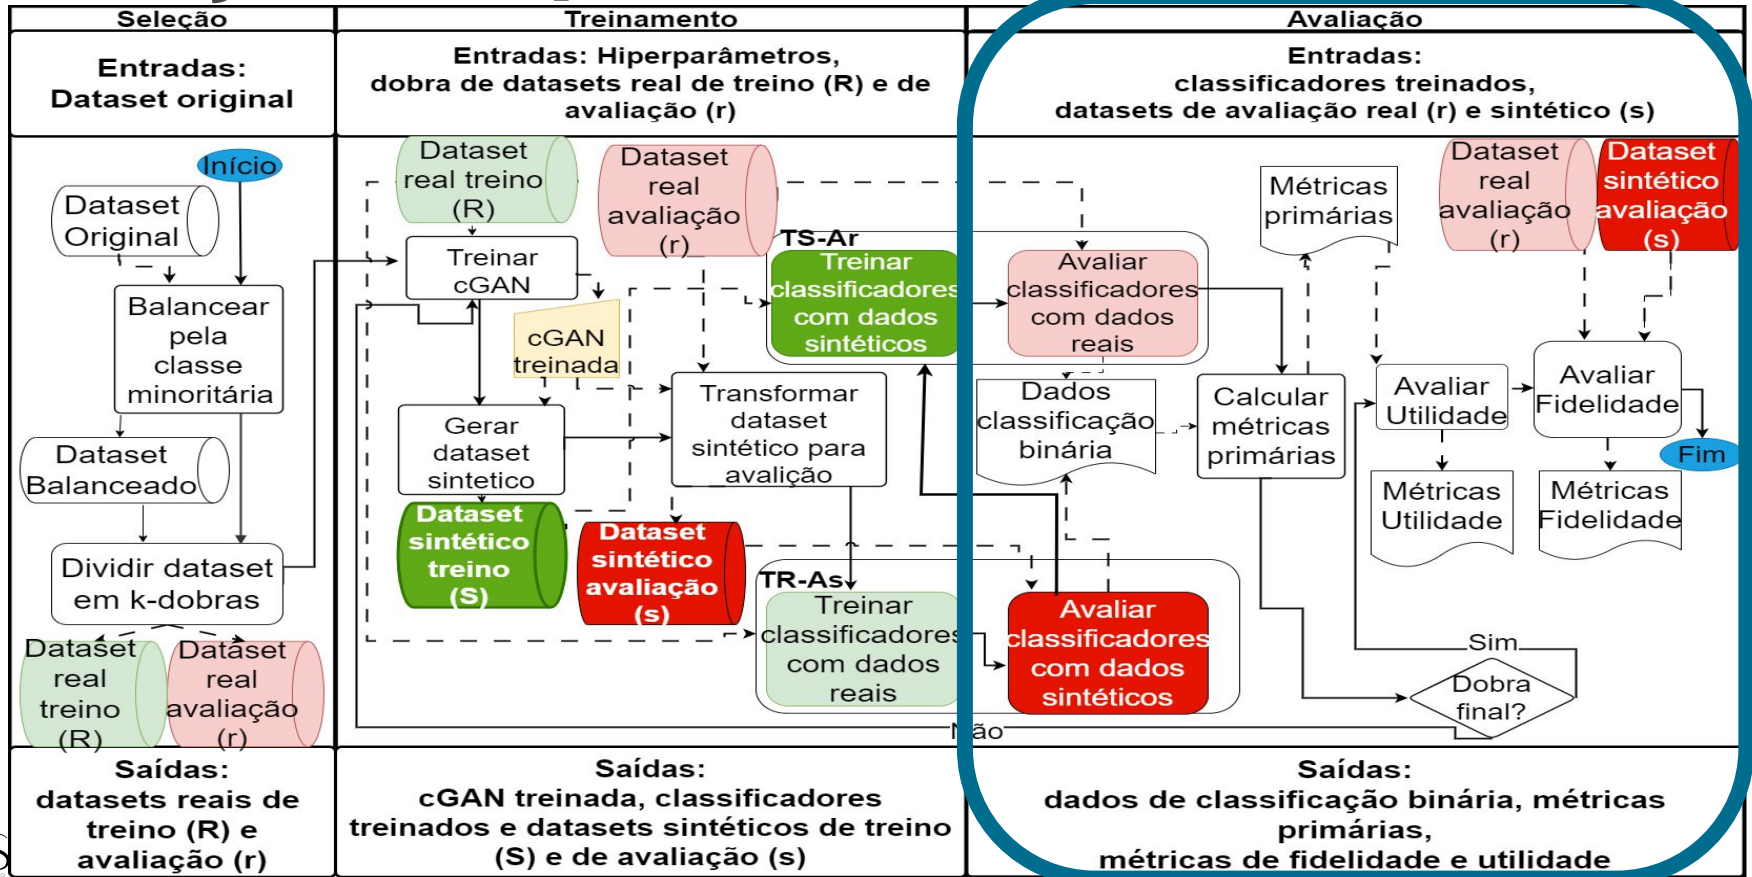 Seleção
Entradas:
Dataset original
Início
Dataset
Original
Balancear
pela
classe
minoritária
Dataset
Balanceado
Dividir dataset
em k-dobras
Dataset
real
treino
(R)
Dataset
real
avaliação
(r)
Saídas:
datasets reais de
treino (R) e
avaliação (r)
Treinamento
Entradas: Hiperparâmetros,
dobra de datasets real de treino (R) e de
avaliação (r)
Dataset
real treino
(R)
Dataset
real
avaliação
(r)
Treinar
cGAN
cGAN
treinada
Gerar
dataset
sintetico
Transformar
dataset
sintético para
avalição
Dataset
sintético
treino
(S)
Dataset
sintético
avaliação
(s)
TS-Ar
Treinar
classificadores
com dados
sintéticos
TR-As
Treinar
classificadores
com dados
reais
Saídas:
cGAN treinada, classificadores
treinados e datasets sintéticos de treino
(S) e de avaliação (s)
Avaliação
Entradas:
classificadores treinados,
datasets de avaliação real (r) e sintético (s)
Avaliar
classificadores
com dados
reais
Dados
classificação
binária
Avaliar
classificadores
com dados
sintéticos
Métricas
primárias
Calcular
métricas
primárias
Dataset
real
avaliação
(r)
Dataset
sintético
avaliação
(s)
Avaliar
Utilidade
Avaliar
Fidelidade
Fim
Métricas
Utilidade
Métricas
Fidelidade
Sim
Dobra
final?
Não
Saídas:
dados de classificação binária, métricas
primárias,
métricas de fidelidade e utilidade